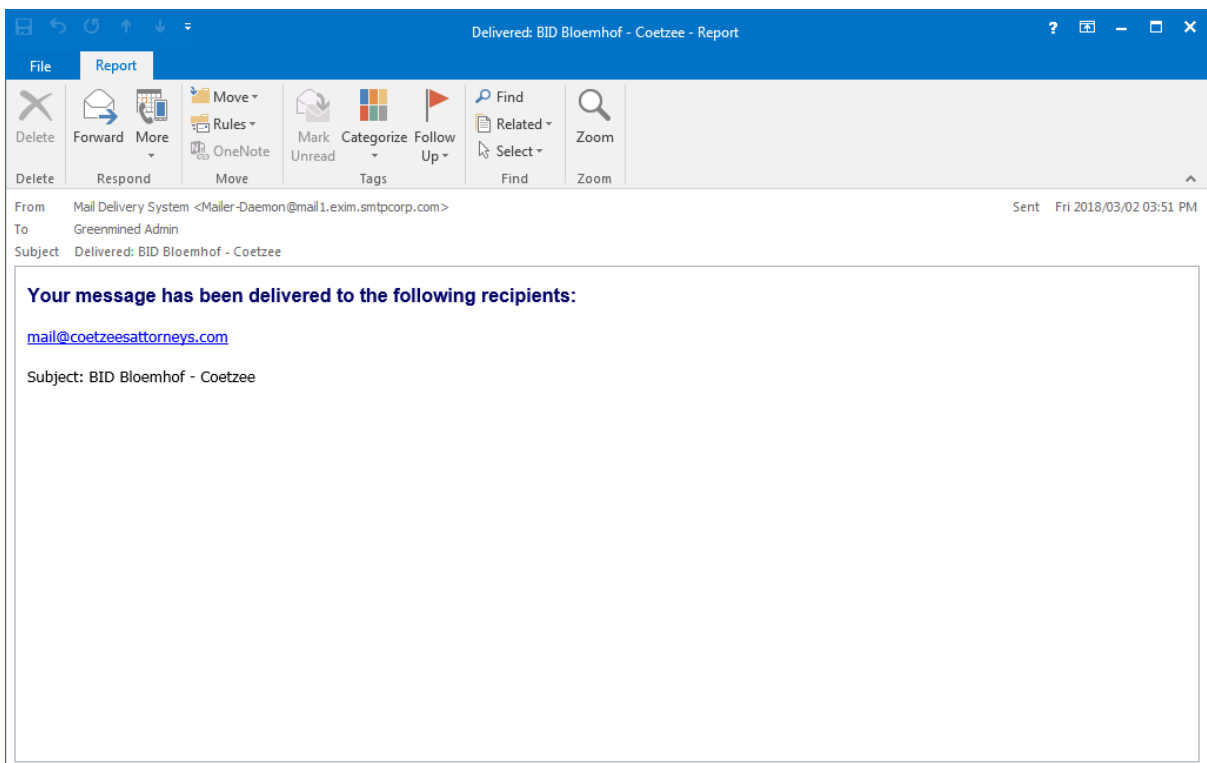 Delivered: BID Bloemhof - Coetzee - Report
?
File Report
Delete
Forward
More
Move
Rules
OneNote
Mark Unread
Categorize
Follow Up
Find
Related
Select
Zoom
Delete Respond Move Tags Find Zoom
From Mail Delivery System <Mailer-Daemon@mail1.exim.smtpcorp.com> Sent Fri 2018/03/02 03:51 PM
To Greenmined Admin
Subject Delivered: BID Bloemhof - Coetzee
Your message has been delivered to the following recipients:
mail@coetzeesattorneys.com
Subject: BID Bloemhof - Coetzee